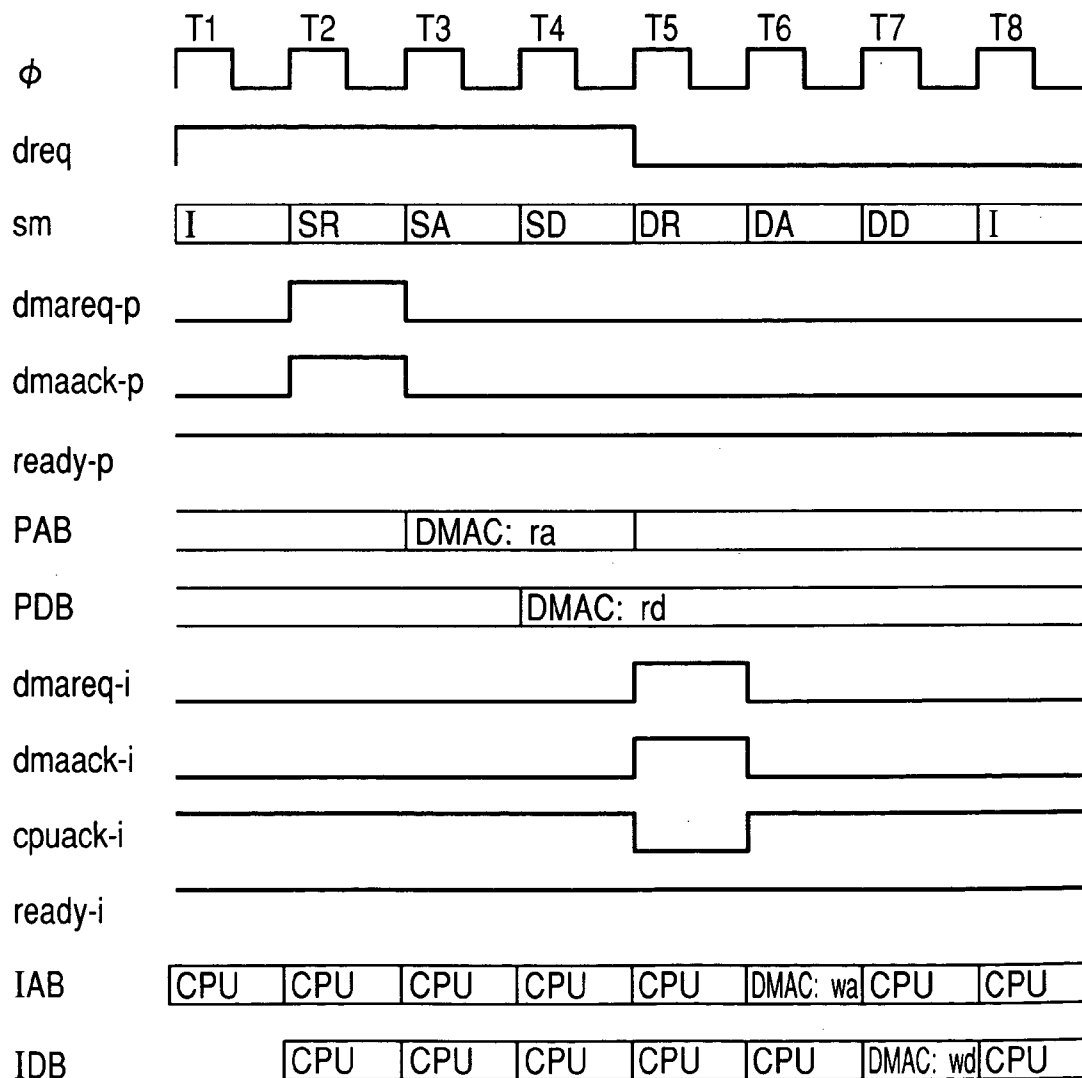 T1 T2 T3 T4 T5 T6 T7 T8
ϕ
dreq
sm I SR SA SD DR DA DD I
dmareq-p
dmaack-p
ready-p
PAB DMAC: ra
PDB DMAC: rd
dmareq-i
dmaack-i
cpuack-i
ready-i
IAB CPU CPU CPU CPU CPU DMAC: wa CPU CPU
IDB CPU CPU CPU CPU CPU DMAC: wd CPU